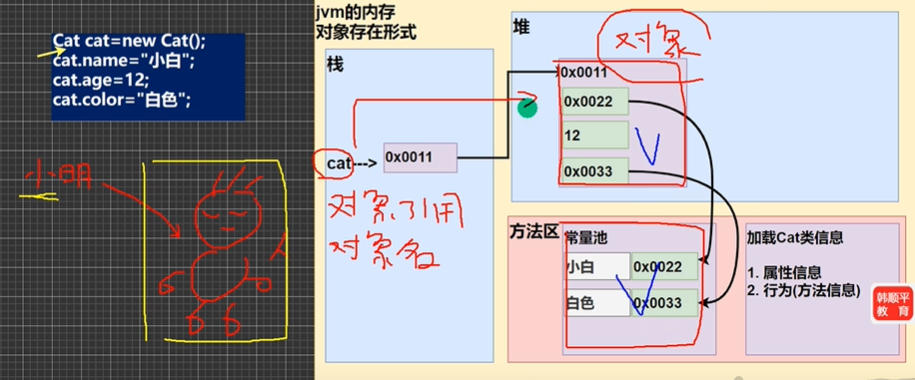 Cat cat=new Cat();
cat.name="小白";
cat.age=12;
cat.color="白色";
小明
jvm的内存
对象存在形式
栈
cat---> 0x0011
对象引用
对象名
堆
对象
0x0011
0x0022
12
0x0033
方法区
常量池
小白 0x0022
白色 0x0033
加载Cat类信息
1. 属性信息
2. 行为(方法信息)
韩顺平
教育